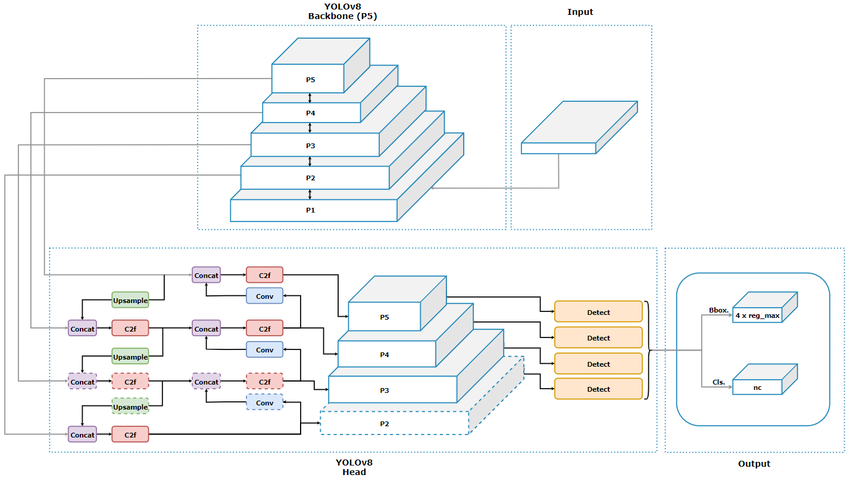 YOLOv8
Backbone (P5)
Input
P5
P4
P3
P2
P1
Concat
C2f
Conv
Upsample
P5
Detect
Bbox.
4 x reg_max
Concat
C2f
Concat
C2f
Detect
P4
Conv
Upsample
Detect
Concat
C2f
Concat
C2f
Cls.
nc
P3
Detect
Conv
Upsample
P2
Concat
C2f
YOLOv8
Head
Output